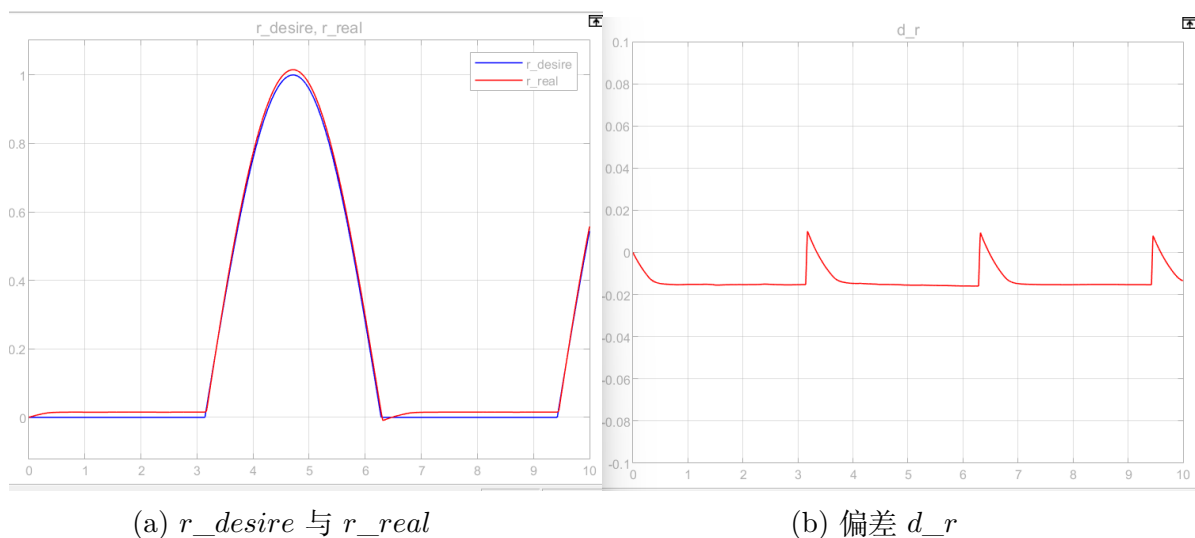 r_desire, r_real
r_desire
r_real
1
0.8
0.6
0.4
0.2
0
0 1 2 3 4 5 6 7 8 9 10
(a) r_desire 与 r_real
d_r
0.1
0.08
0.06
0.04
0.02
0
-0.02
-0.04
-0.06
-0.08
-0.1
0 1 2 3 4 5 6 7 8 9 10
(b) 偏差 d_r